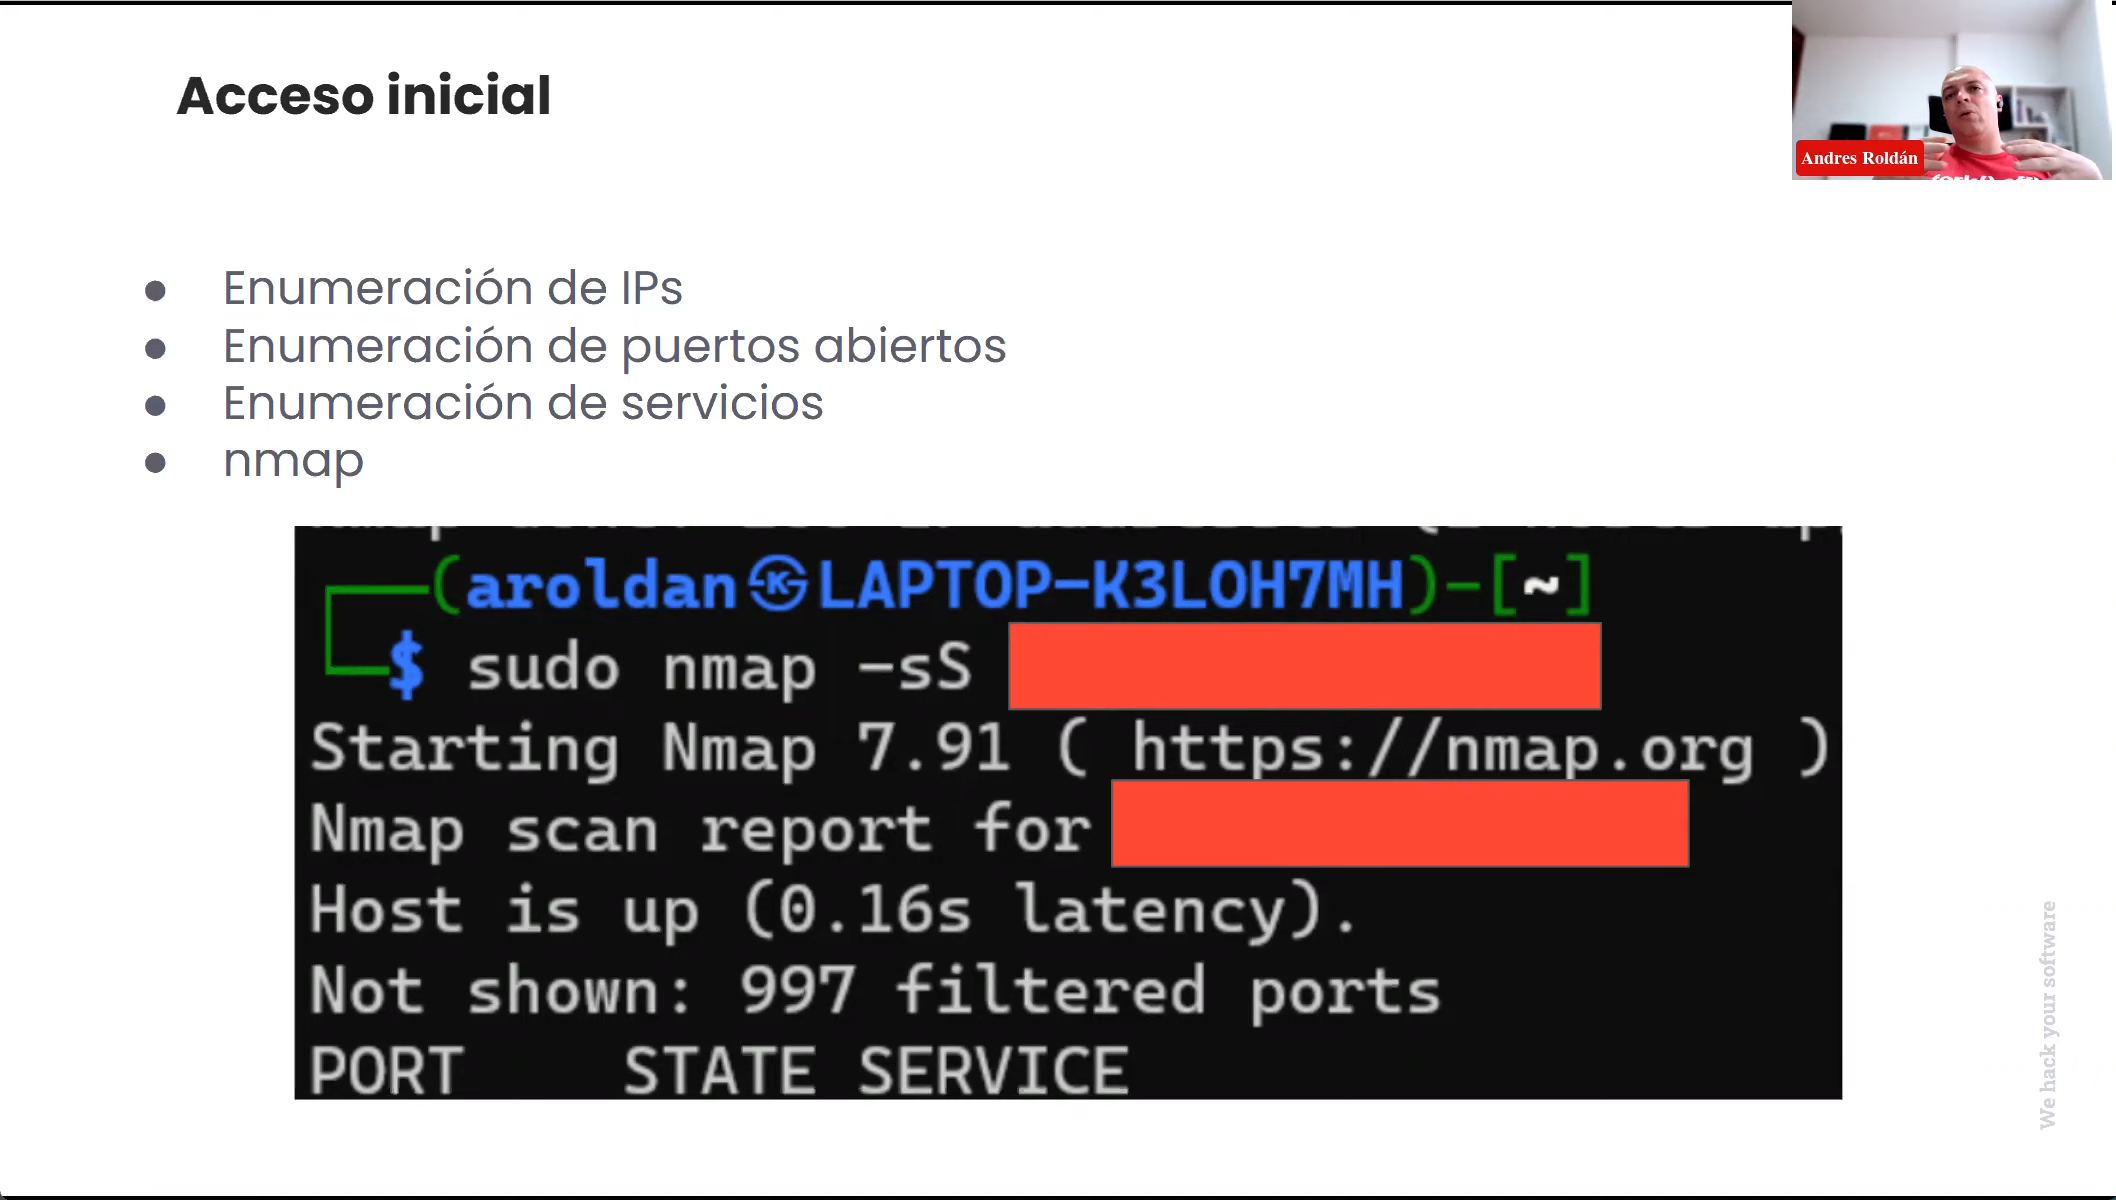 Acceso inicial
Andres Roldán
● Enumeración de IPs
● Enumeración de puertos abiertos
● Enumeración de servicios
● nmap
(aroldan㉿LAPTOP-K3LOH7MH)-[~]
$ sudo nmap -sS
Starting Nmap 7.91 ( https://nmap.org )
Nmap scan report for
Host is up (0.16s latency).
Not shown: 997 filtered ports
PORT    STATE SERVICE
We hack your software